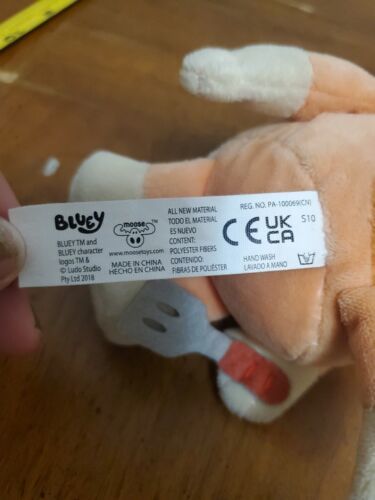 BLUEY
BLUEY TM and
BLUEY character
logos TM &
© Ludo Studio
Pty Ltd 2018
moose TM
www.moosetoys.com
MADE IN CHINA
HECHO EN CHINA
ALL NEW MATERIAL
TODO EL MATERIAL
ES NUEVO
CONTENT:
POLYESTER FIBERS
CONTENIDO:
FIBRAS DE POLIÉSTER
REG. NO. PA-10069(CN)
S10
CE UK
CA
HAND WASH
LAVADO A MANO